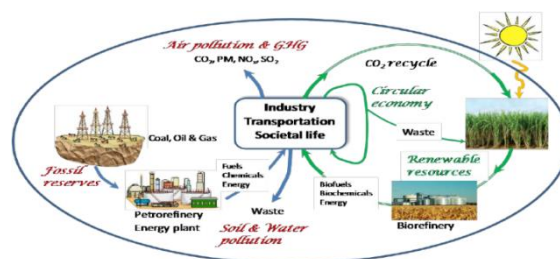 Air pollution & GHG
CO₂, PM, NOₓ, SO₂
CO₂ recycle
Industry
Transportation
Societal life
Circular
economy
Waste
Coal, Oil & Gas
Fossil
reserves
Fuels
Chemicals
Energy
Renewable
resources
Petrorefinery
Energy plant
Waste
Soil & Water
pollution
Biofuels
Biochemicals
Energy
Biorefinery